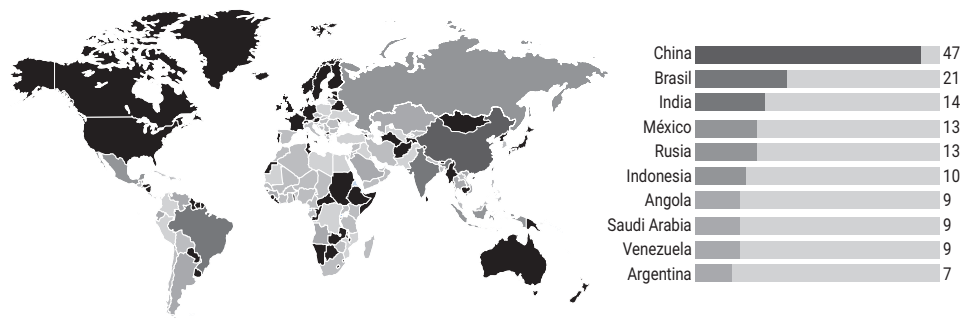 China 47
Brasil 21
India 14
México 13
Rusia 13
Indonesia 10
Angola 9
Saudi Arabia 9
Venezuela 9
Argentina 7